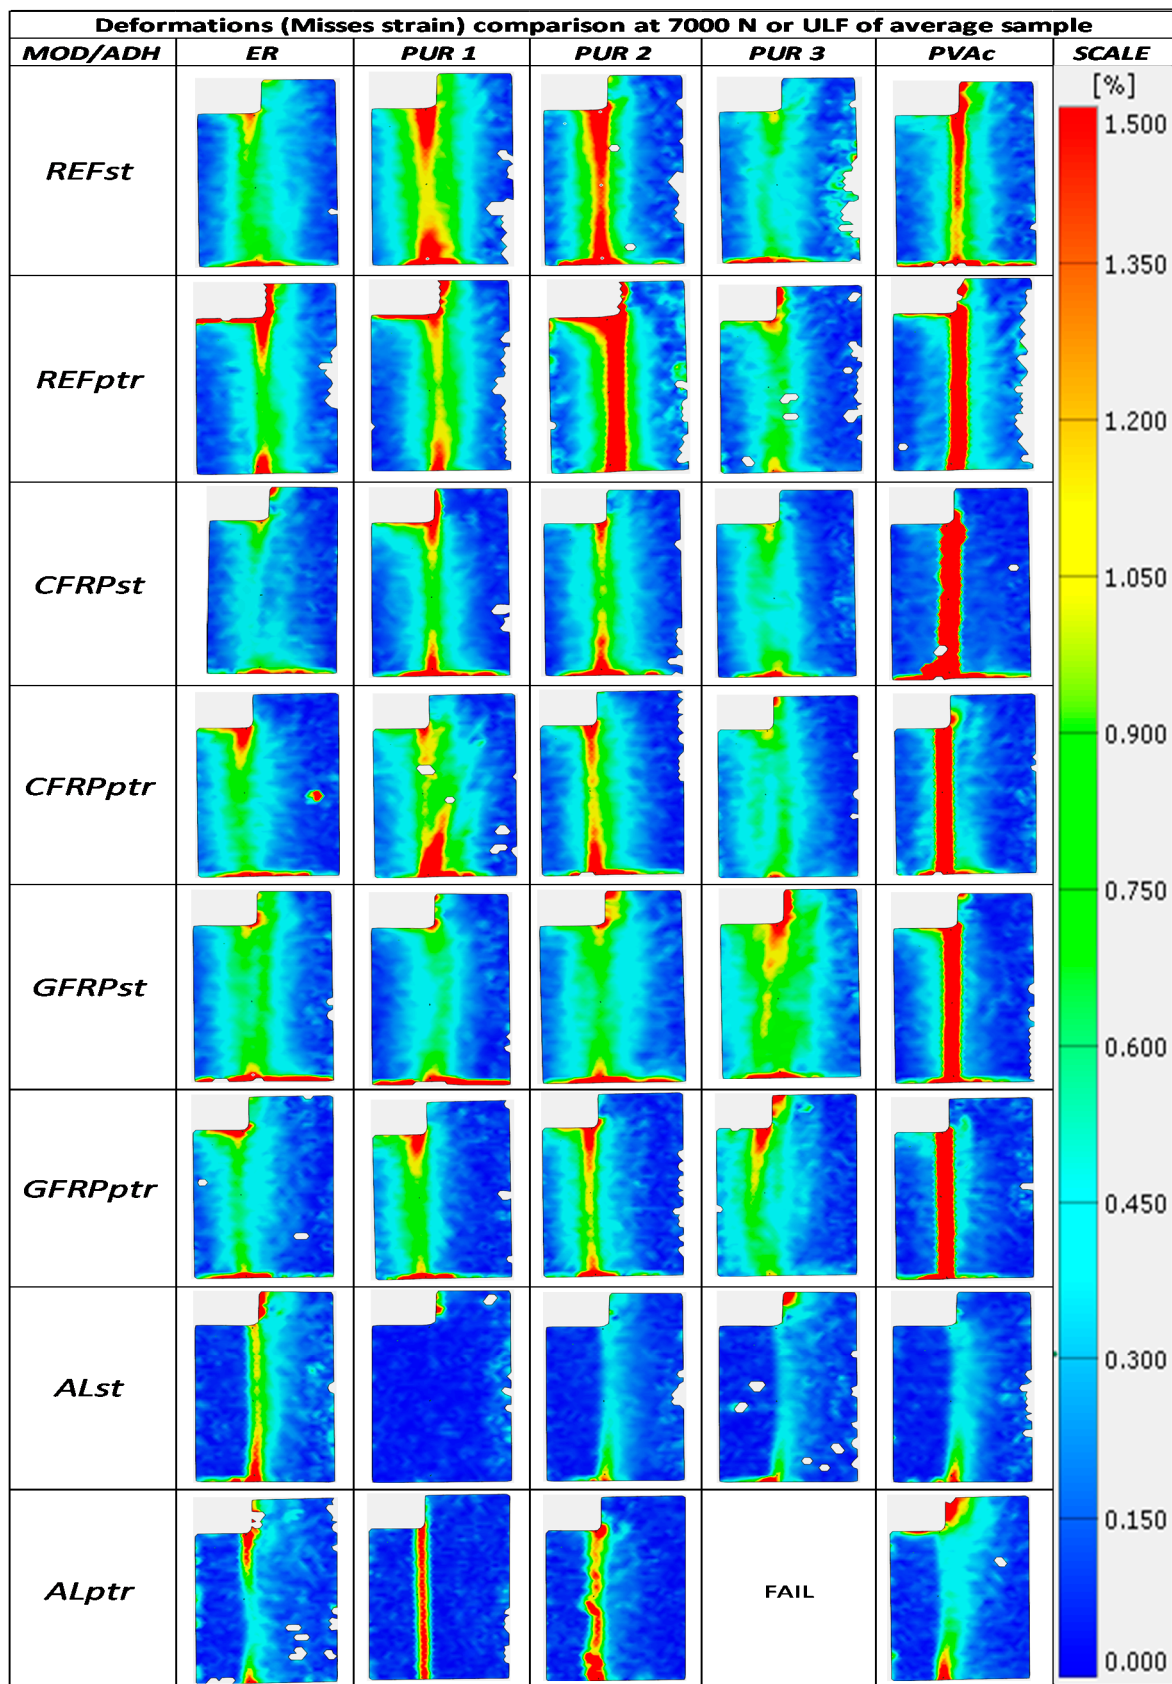 Deformations (Misses strain) comparison at 7000 N or ULF of average sample
MOD/ADH ER PUR 1 PUR 2 PUR 3 PVAc SCALE
[%]
1.500
REFst
1.350
REFptr
1.200
CFRPst
1.050
0.900
CFRPptr
0.750
GFRPst
0.600
GFRPptr
0.450
0.300
ALst
0.150
ALptr
FAIL
0.000